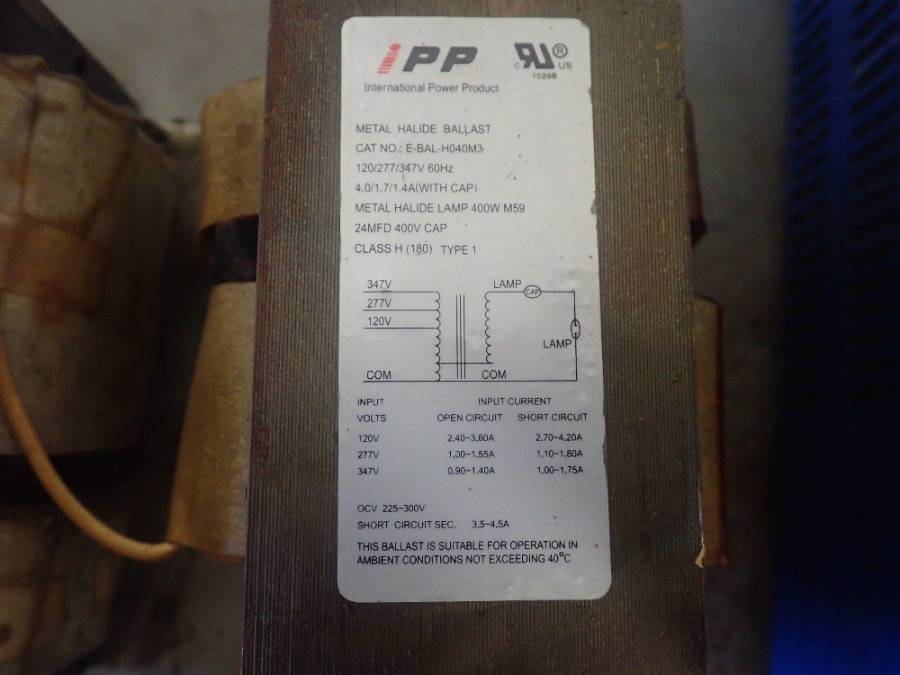 iPP
c RU ® US
1029B
International Power Product
METAL HALIDE BALLAST
CAT NO.: E-BAL-H040M3
120/277/347V 60Hz
4.0/1.7/1.4A(WITH CAP)
METAL HALIDE LAMP 400W M59
24MFD 400V CAP
CLASS H (180) TYPE 1
347V LAMP CAP
277V
120V
LAMP
COM COM
INPUT INPUT CURRENT
VOLTS OPEN CIRCUIT SHORT CIRCUIT
120V 2.40~3.60A 2.70~4.20A
277V 1.00~1.55A 1.10~1.80A
347V 0.90~1.40A 1.00~1.75A
OCV 225-300V
SHORT CIRCUIT SEC. 3.5~4.5A
THIS BALLAST IS SUITABLE FOR OPERATION IN
AMBIENT CONDITIONS NOT EXCEEDING 40°C